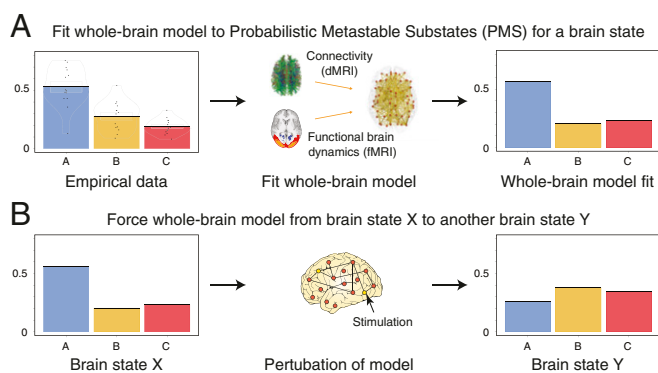 A
Fit whole-brain model to Probabilistic Metastable Substates (PMS) for a brain state
0.5
0
A B C
Empirical data
Connectivity
(dMRI)
Functional brain
dynamics (fMRI)
Fit whole-brain model
0.5
0
A B C
Whole-brain model fit
B
Force whole-brain model from brain state X to another brain state Y
0.5
0
A B C
Brain state X
Stimulation
Pertubation of model
0.5
0
A B C
Brain state Y